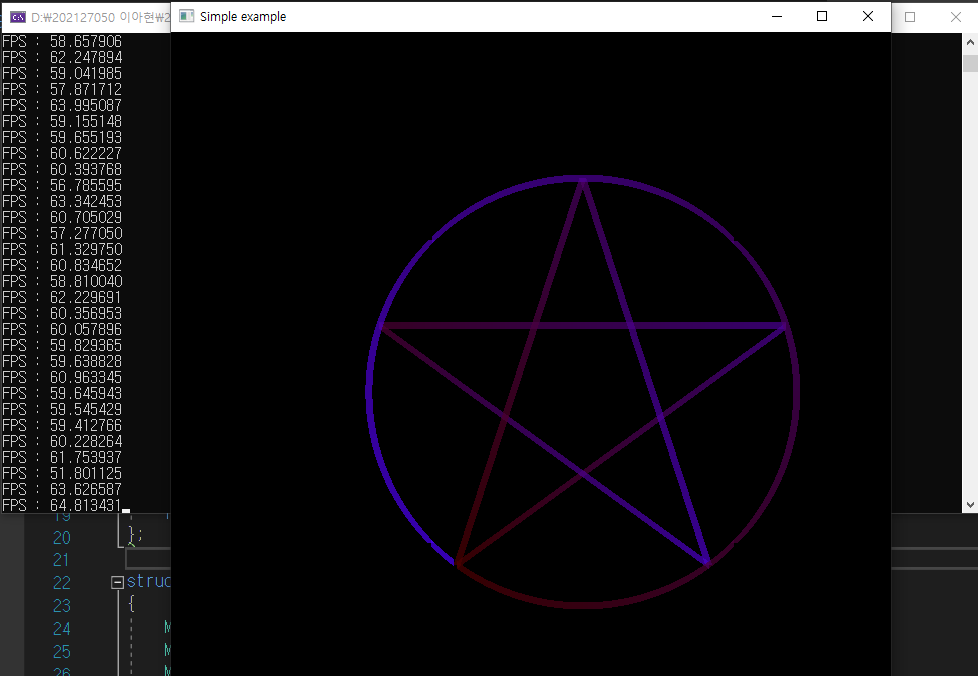 D:\202127050 이아현\2
Simple example
FPS : 58.657906
FPS : 62.247894
FPS : 59.041985
FPS : 57.871712
FPS : 63.995087
FPS : 59.155148
FPS : 59.655193
FPS : 60.622227
FPS : 60.393768
FPS : 56.785595
FPS : 63.342453
FPS : 60.705029
FPS : 57.277050
FPS : 61.329750
FPS : 60.834652
FPS : 58.810040
FPS : 62.229691
FPS : 60.356953
FPS : 60.057896
FPS : 59.829365
FPS : 59.638828
FPS : 60.963345
FPS : 59.645943
FPS : 59.545429
FPS : 59.412766
FPS : 60.228264
FPS : 61.753937
FPS : 51.801125
FPS : 63.626587
FPS : 64.813431
19
20 };
21
22 struc
23 {
24 M
25 M
26 M